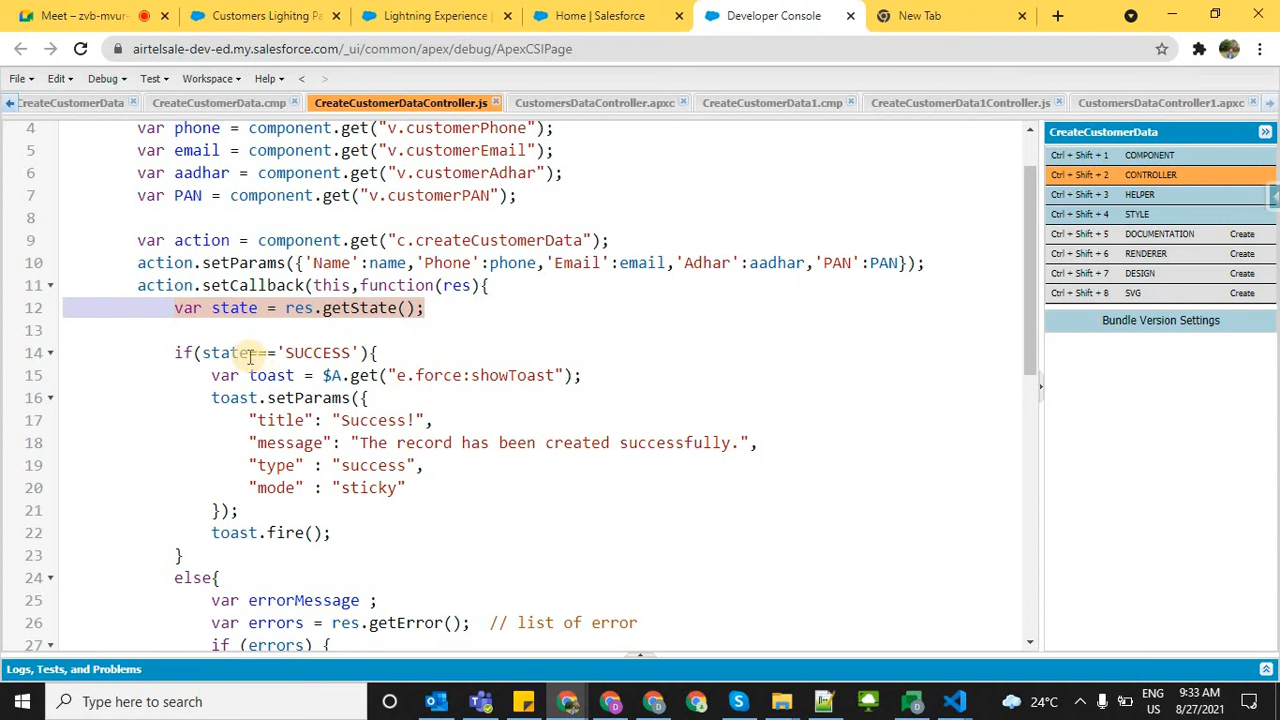 Meet – zvb-mvur-
Customers Lighitng Pa
Lightning Experience |
Home | Salesforce
Developer Console
New Tab
airtelsale-dev-ed.my.salesforce.com/_ui/common/apex/debug/ApexCSIPage
File Edit Debug Test Workspace Help < >
CreateCustomerData
CreateCustomerData.cmp
CreateCustomerDataController.js
CustomersDataController.apxc
CreateCustomerData1.cmp
CreateCustomerData1Controller.js
CustomersDataController1.apxc
4 var phone = component.get("v.customerPhone");
5 var email = component.get("v.customerEmail");
6 var aadhar = component.get("v.customerAdhar");
7 var PAN = component.get("v.customerPAN");
8
9 var action = component.get("c.createCustomerData");
10 action.setParams({'Name':name,'Phone':phone,'Email':email,'Adhar':aadhar,'PAN':PAN});
11 action.setCallback(this,function(res){
12 var state = res.getState();
13
14 if(state==='SUCCESS'){
15 var toast = $A.get("e.force:showToast");
16 toast.setParams({
17 "title": "Success!",
18 "message": "The record has been created successfully.",
19 "type" : "success",
20 "mode" : "sticky"
21 });
22 toast.fire();
23 }
24 else{
25 var errorMessage ;
26 var errors = res.getError(); // list of error
27 if (errors) {
CreateCustomerData
Ctrl + Shift + 1 COMPONENT
Ctrl + Shift + 2 CONTROLLER
Ctrl + Shift + 3 HELPER
Ctrl + Shift + 4 STYLE
Ctrl + Shift + 5 DOCUMENTATION Create
Ctrl + Shift + 6 RENDERER Create
Ctrl + Shift + 7 DESIGN Create
Ctrl + Shift + 8 SVG Create
Bundle Version Settings
Logs, Tests, and Problems
Type here to search
24°C
ENG
US
9:33 AM
8/27/2021